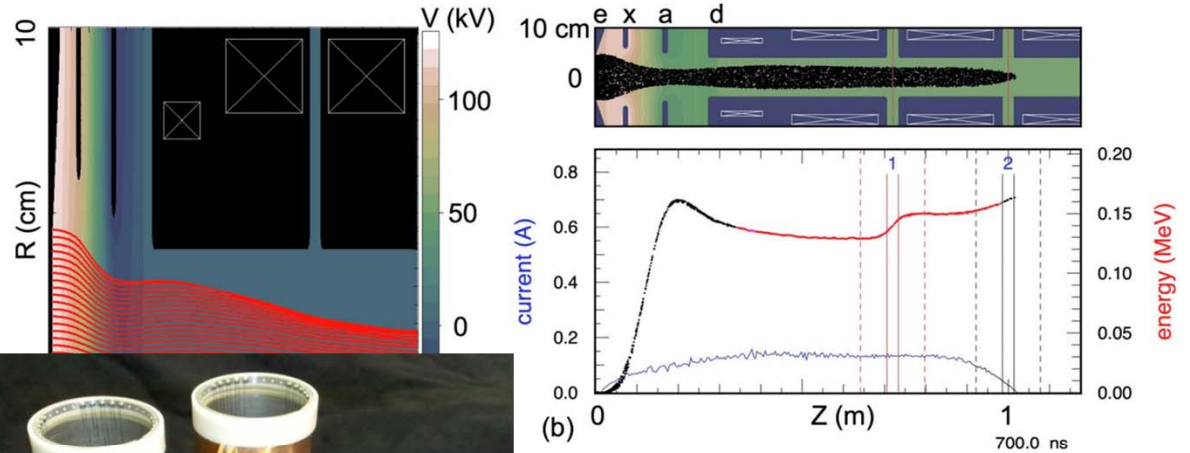 10
V (kV)
100
50
0
R (cm)
e x a d
10 cm
0
1 2
0.8
0.6
0.4
0.2
0.0
current (A)
0.20
0.15
0.10
0.05
0.00
energy (MeV)
0 Z (m) 1
(b)
700.0 ns